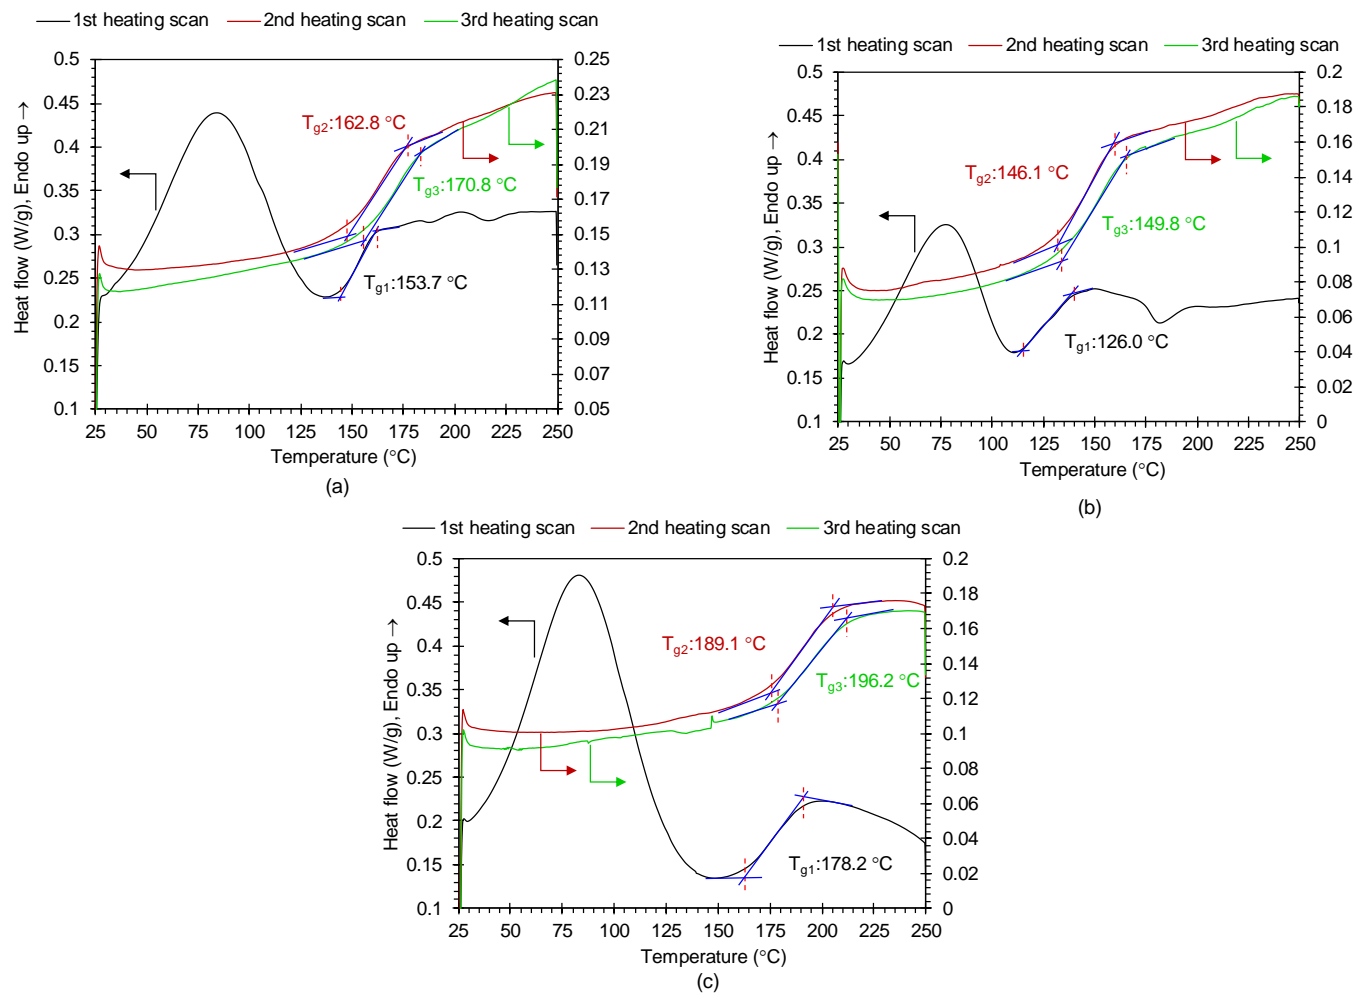 1st heating scan 2nd heating scan 3rd heating scan
0.5
0.45
0.4
0.35
0.3
0.25
0.2
0.15
0.1
Heat flow (W/g), Endo up →
0.25
0.23
0.21
0.19
0.17
0.15
0.13
0.11
0.09
0.07
0.05
Tg2:162.8 °C
Tg3:170.8 °C
Tg1:153.7 °C
25 50 75 100 125 150 175 200 225 250
Temperature (°C)
(a)
1st heating scan 2nd heating scan 3rd heating scan
0.5
0.45
0.4
0.35
0.3
0.25
0.2
0.15
0.1
Heat flow (W/g), Endo up →
0.2
0.18
0.16
0.14
0.12
0.1
0.08
0.06
0.04
0.02
0
Tg2:146.1 °C
Tg3:149.8 °C
Tg1:126.0 °C
25 50 75 100 125 150 175 200 225 250
Temperature (°C)
(b)
1st heating scan 2nd heating scan 3rd heating scan
0.5
0.45
0.4
0.35
0.3
0.25
0.2
0.15
0.1
Heat flow (W/g), Endo up →
0.2
0.18
0.16
0.14
0.12
0.1
0.08
0.06
0.04
0.02
0
Tg2:189.1 °C
Tg3:196.2 °C
Tg1:178.2 °C
25 50 75 100 125 150 175 200 225 250
Temperature (°C)
(c)